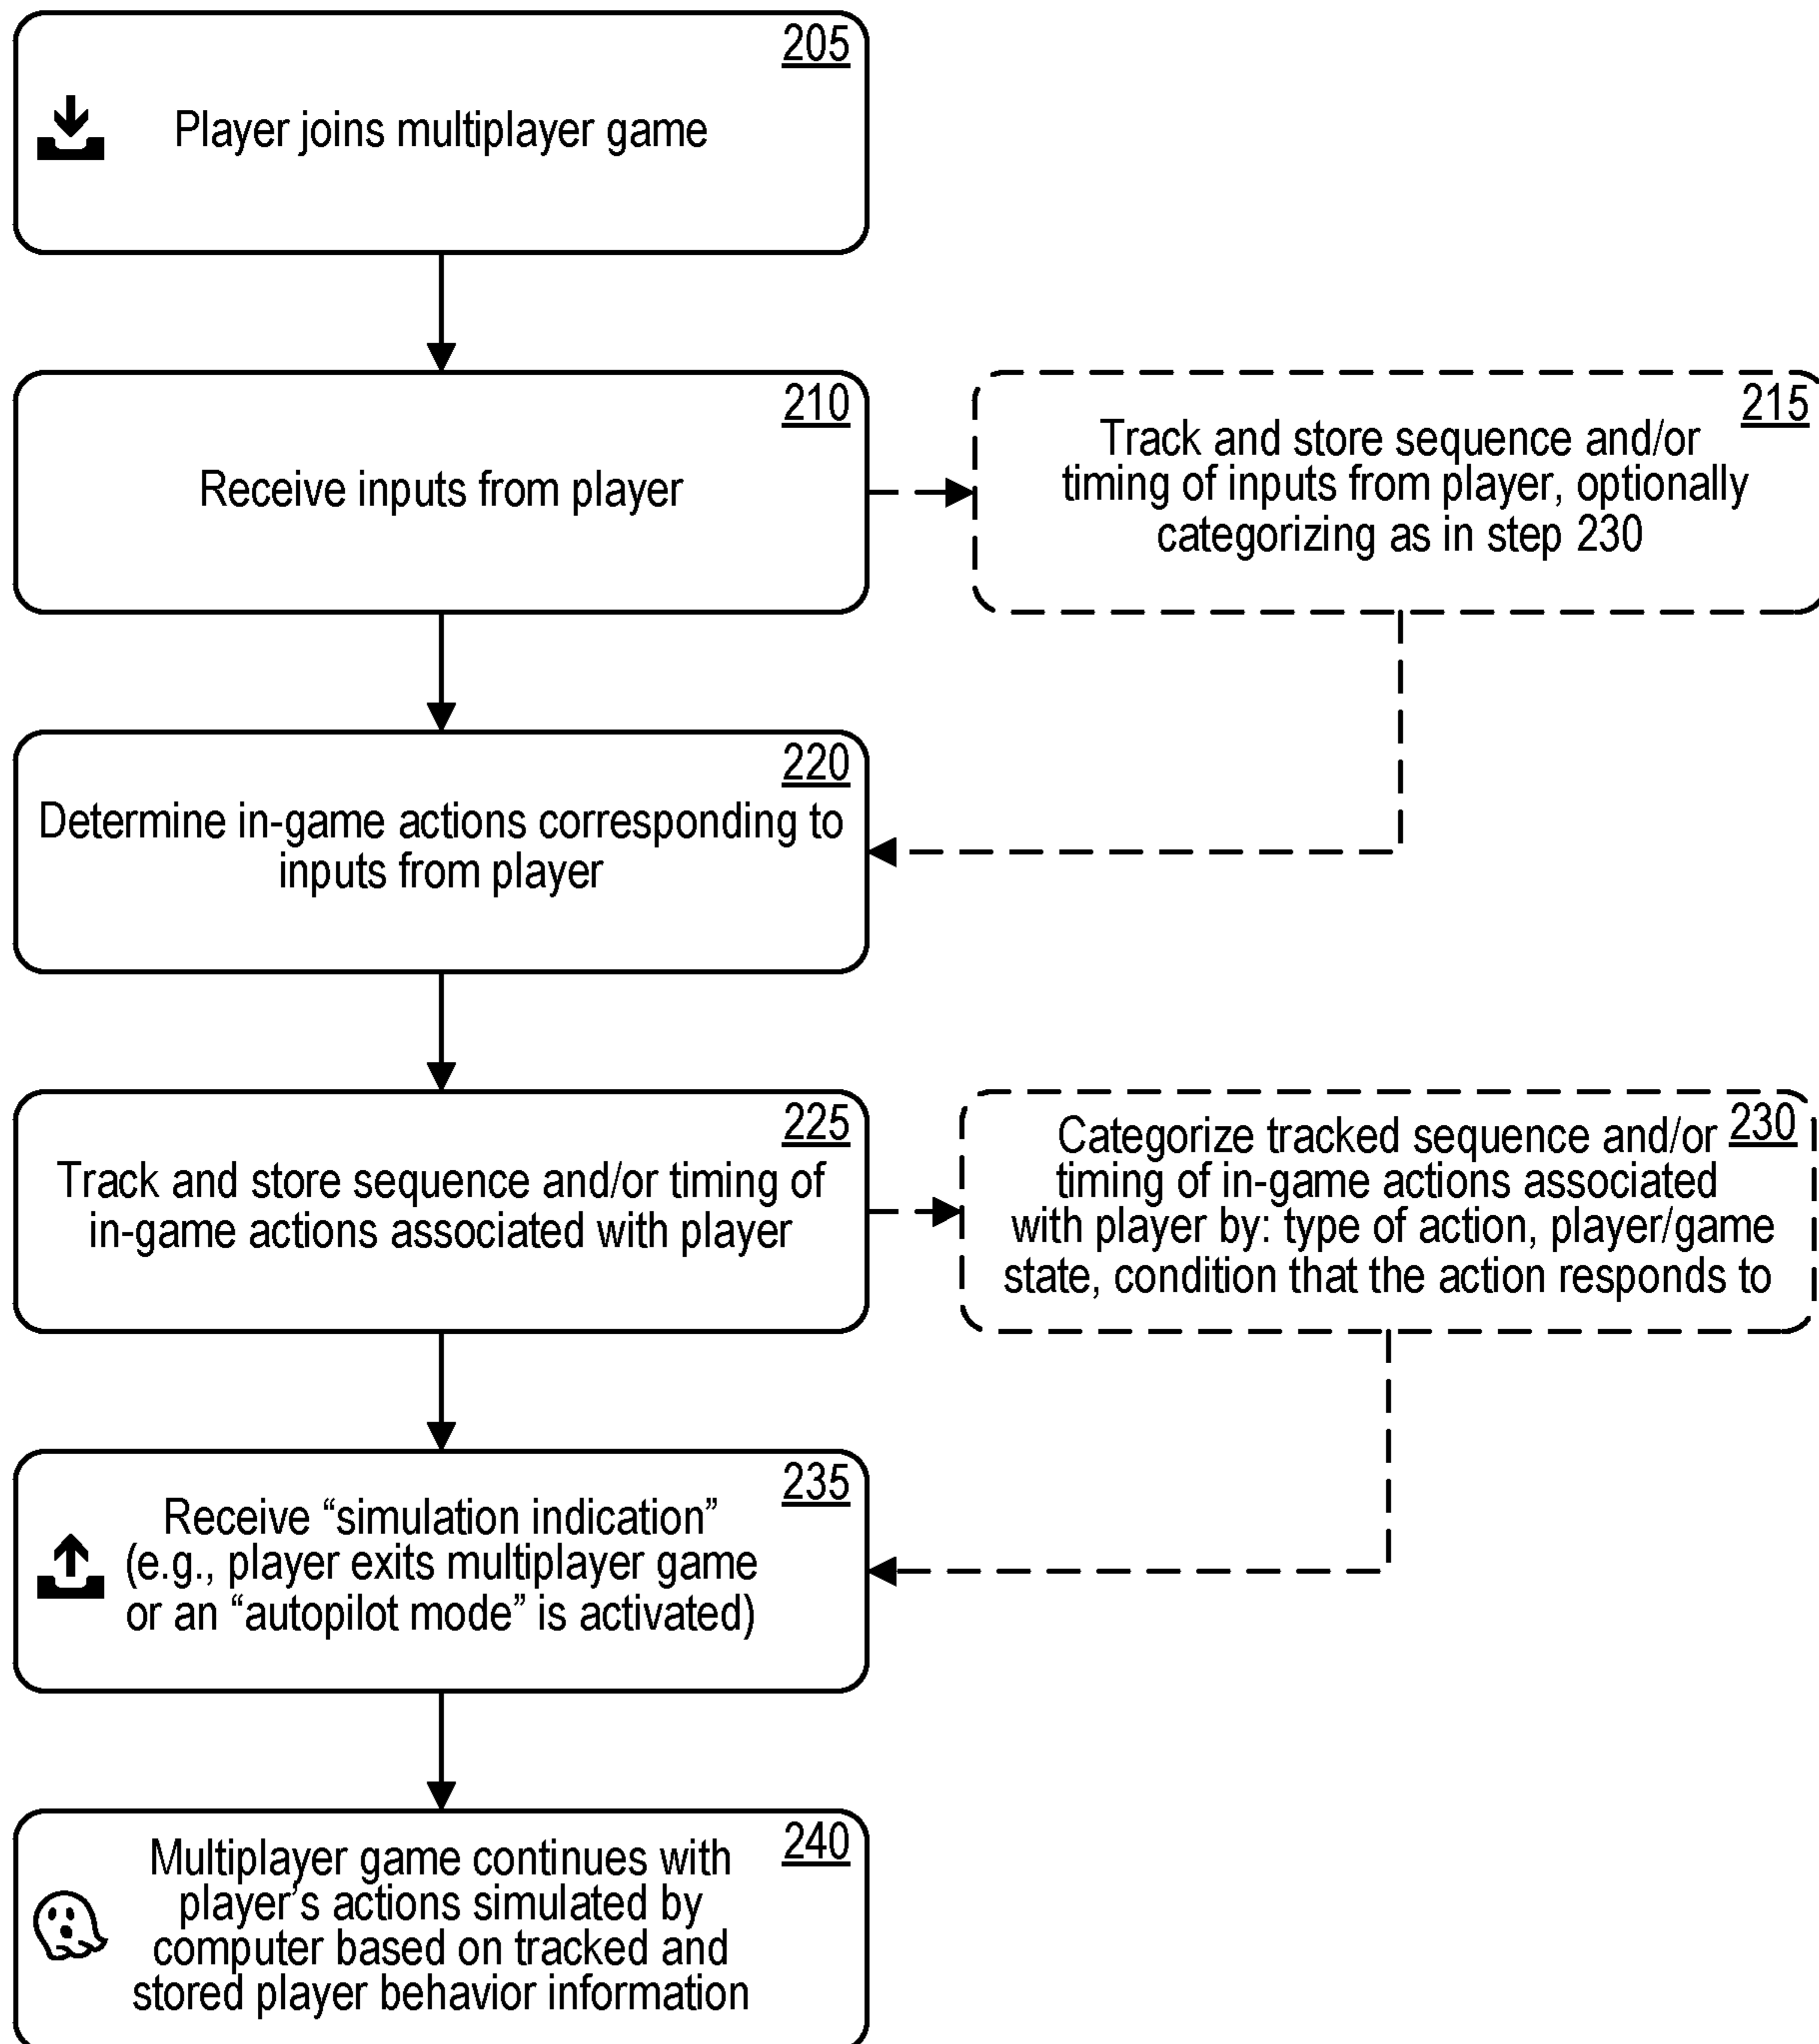 205
Player joins multiplayer game
210
Receive inputs from player
215
Track and store sequence and/or
timing of inputs from player, optionally
categorizing as in step 230
220
Determine in-game actions corresponding to
inputs from player
225
Track and store sequence and/or timing of
in-game actions associated with player
230
Categorize tracked sequence and/or
timing of in-game actions associated
with player by: type of action, player/game
state, condition that the action responds to
235
Receive “simulation indication”
(e.g., player exits multiplayer game
or an “autopilot mode” is activated)
240
Multiplayer game continues with
player’s actions simulated by
computer based on tracked and
stored player behavior information